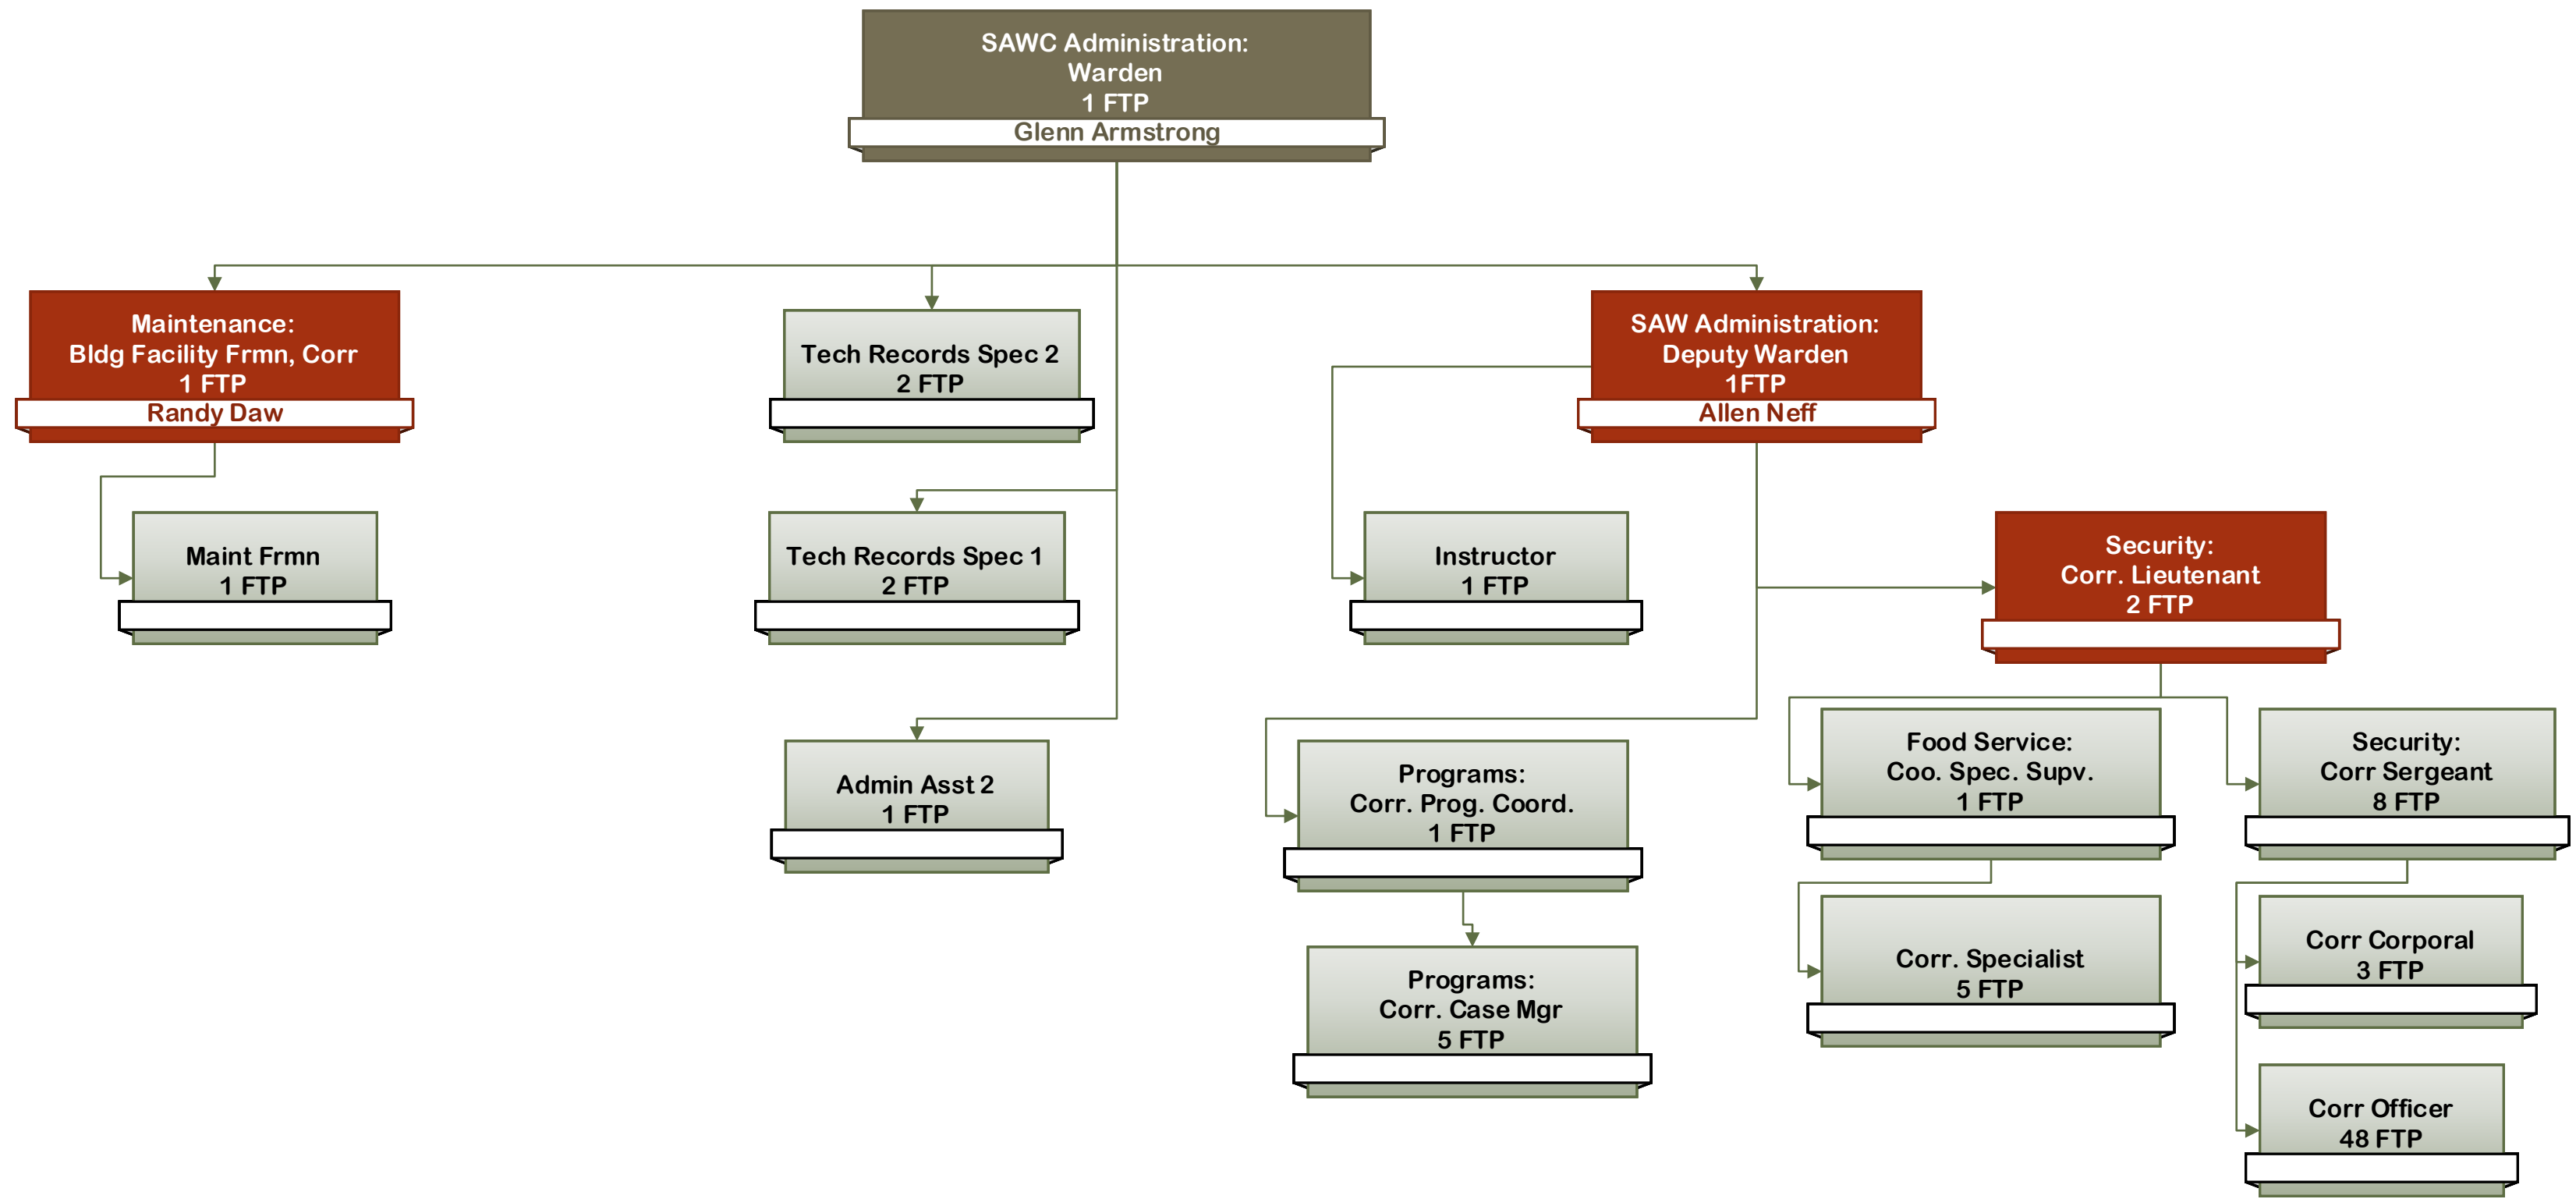 SAWC Administration:
Warden
1 FTP
Glenn Armstrong
Maintenance:
Bldg Facility Frmn, Corr
1 FTP
Randy Daw
Tech Records Spec 2
2 FTP
SAW Administration:
Deputy Warden
1FTP
Allen Neff
Maint Frmn
1 FTP
Tech Records Spec 1
2 FTP
Instructor
1 FTP
Security:
Corr. Lieutenant
2 FTP
Admin Asst 2
1 FTP
Programs:
Corr. Prog. Coord.
1 FTP
Food Service:
Coo. Spec. Supv.
1 FTP
Security:
Corr Sergeant
8 FTP
Programs:
Corr. Case Mgr
5 FTP
Corr. Specialist
5 FTP
Corr Corporal
3 FTP
Corr Officer
48 FTP